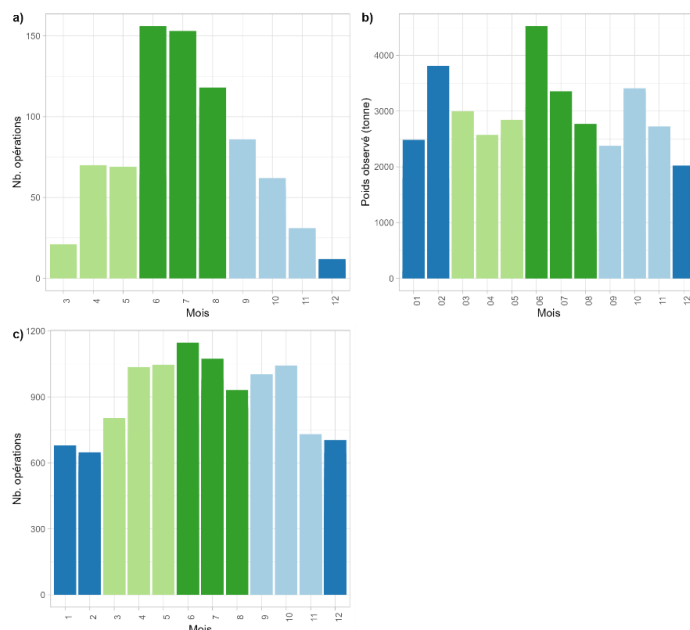 a)
Nb. opérations
150
100
50
0
3 4 5 6 7 8 9 10 11 12
Mois
b)
Poids observé (tonne)
4000
3000
2000
1000
0
01 02 03 04 05 06 07 08 09 10 11 12
Mois
c)
Nb. opérations
1200
900
600
300
0
1 2 3 4 5 6 7 8 9 10 11 12
Mois